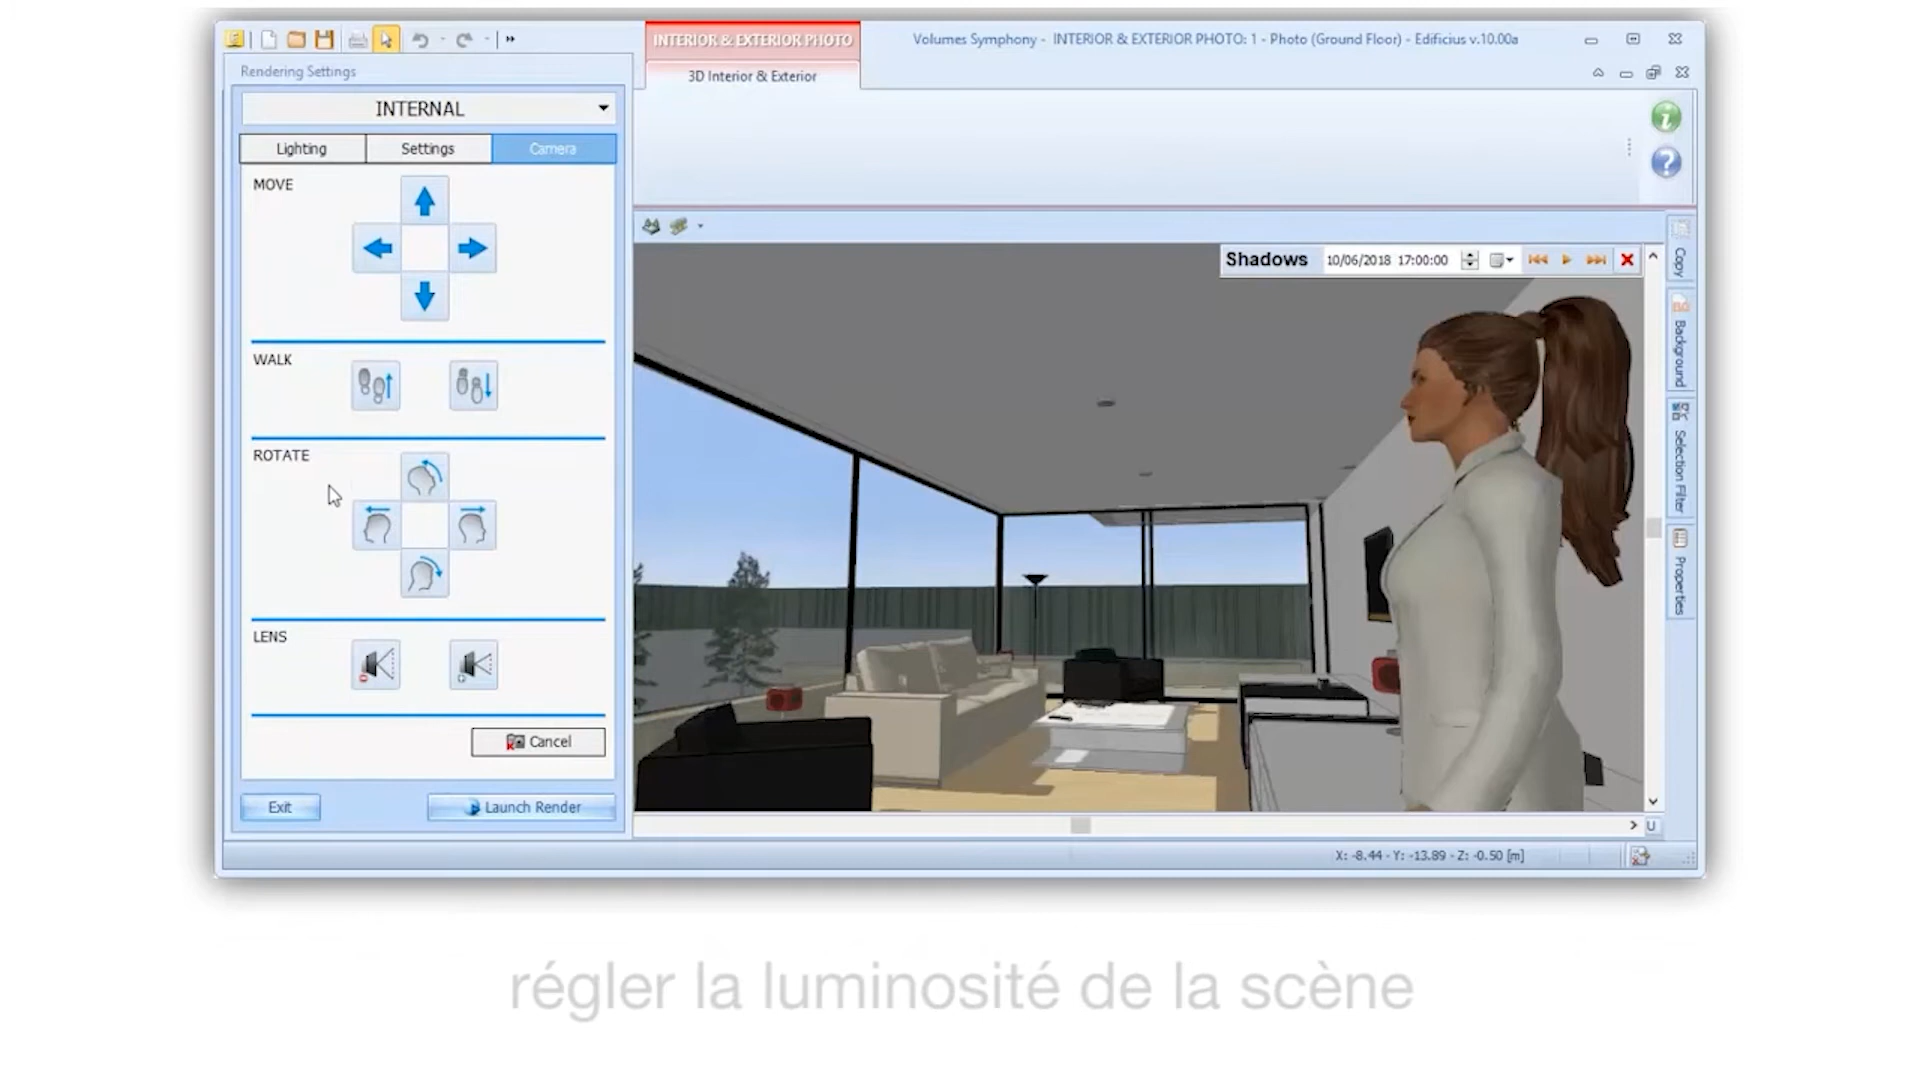 INTERIOR & EXTERIOR PHOTO
Volumes Symphony - INTERIOR & EXTERIOR PHOTO: 1 - Photo (Ground Floor) - Edificius v.10.00a
Rendering Settings
3D Interior & Exterior
INTERNAL
Lighting
Settings
Camera
MOVE
WALK
ROTATE
LENS
Cancel
Exit
Launch Render
Shadows
10/06/2018 17:00:00
Copy
Background
Selection Filter
Properties
U
X: -8.44 - Y: -13.89 - Z: -0.50 [m]
régler la luminosité de la scène